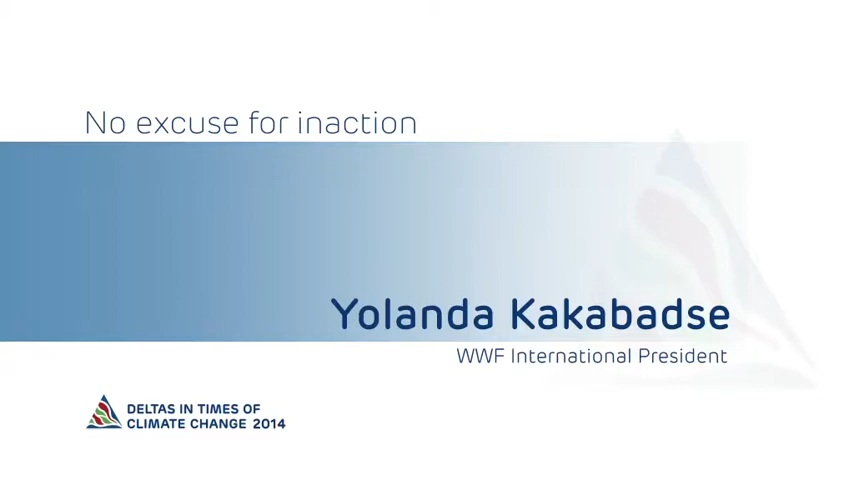 No excuse for inaction
Yolanda Kakabadse
WWF International President
DELTAS IN TIMES OF
CLIMATE CHANGE 2014